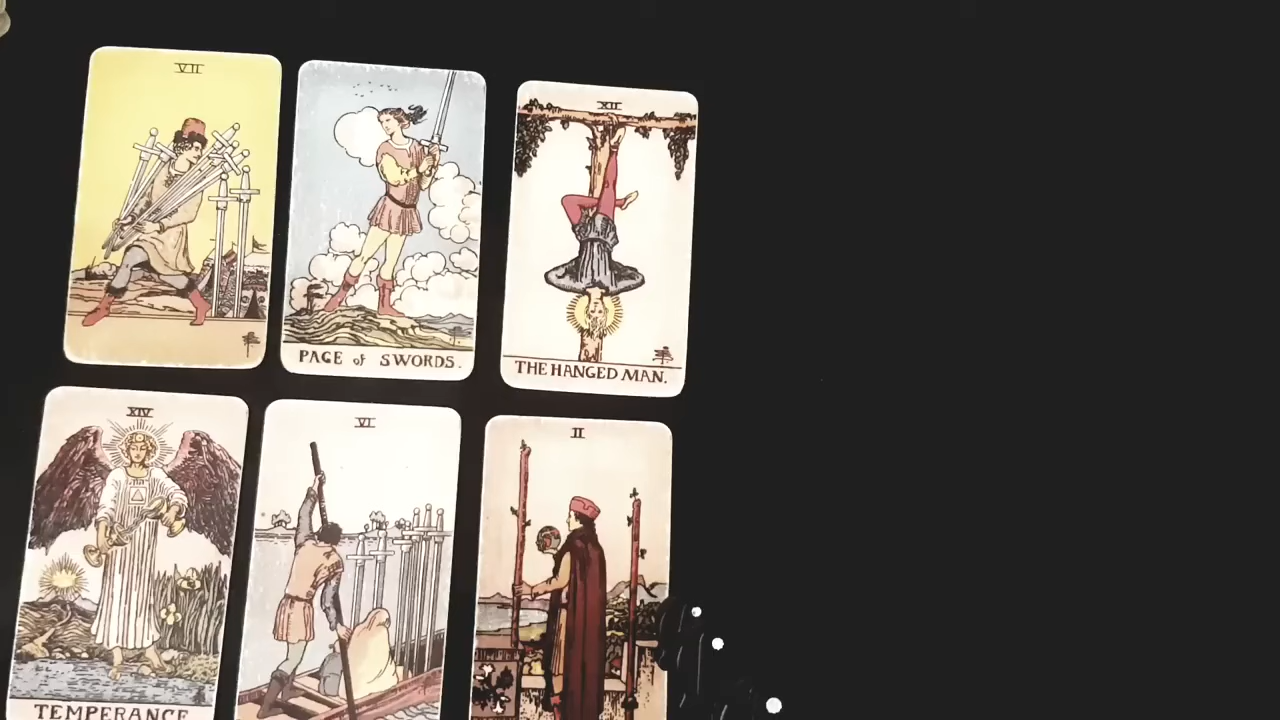 VII
XII
PAGE of SWORDS.
THE HANGED MAN.
XIV
VI
II
TEMPERANCE